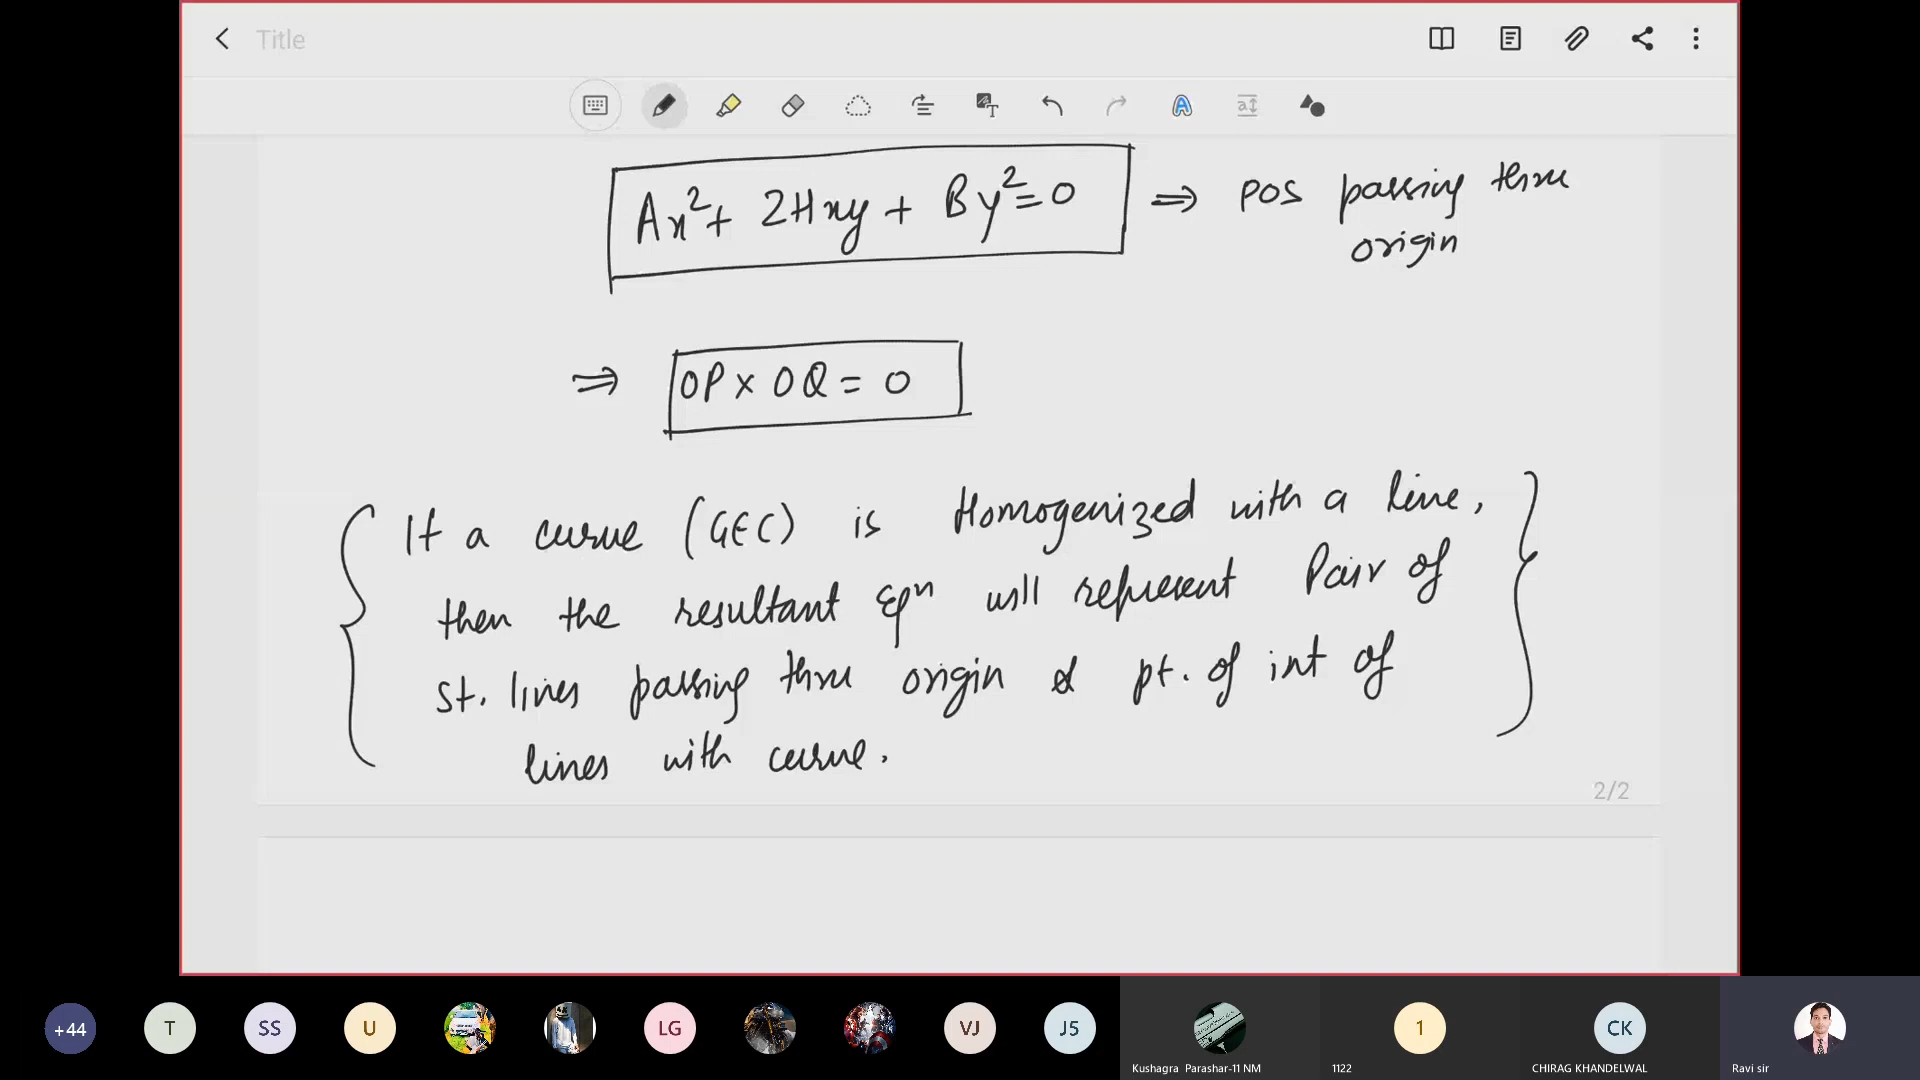 Title
Ax²+ 2Hxy + By²=0 ⇒ POS passing thru
origin
⇒ OP x OQ = 0
If a curve (GEC) is Homogenized with a line,
then the resultant Eqⁿ will represent Pair of
st. lines passing thru origin & pt. of int of
lines with curve.
2/2
+44 T SS U LG VJ J5 1 CK
Kushagra Parashar-11 NM 1122 CHIRAG KHANDELWAL Ravi sir